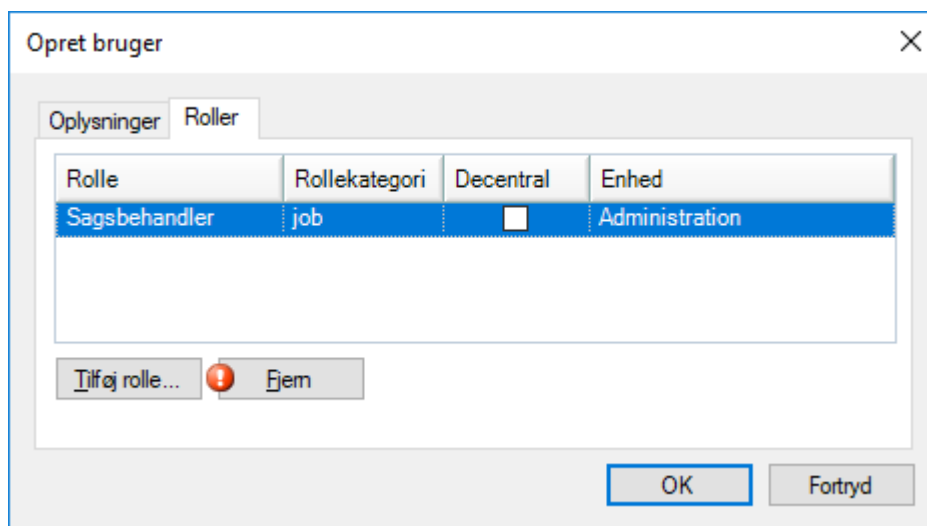 Opret bruger
Oplysninger Roller
Rolle Rollekategori Decentral Enhed
Sagsbehandler job Administration
Tilføj rolle... Fjern
OK Fortryd